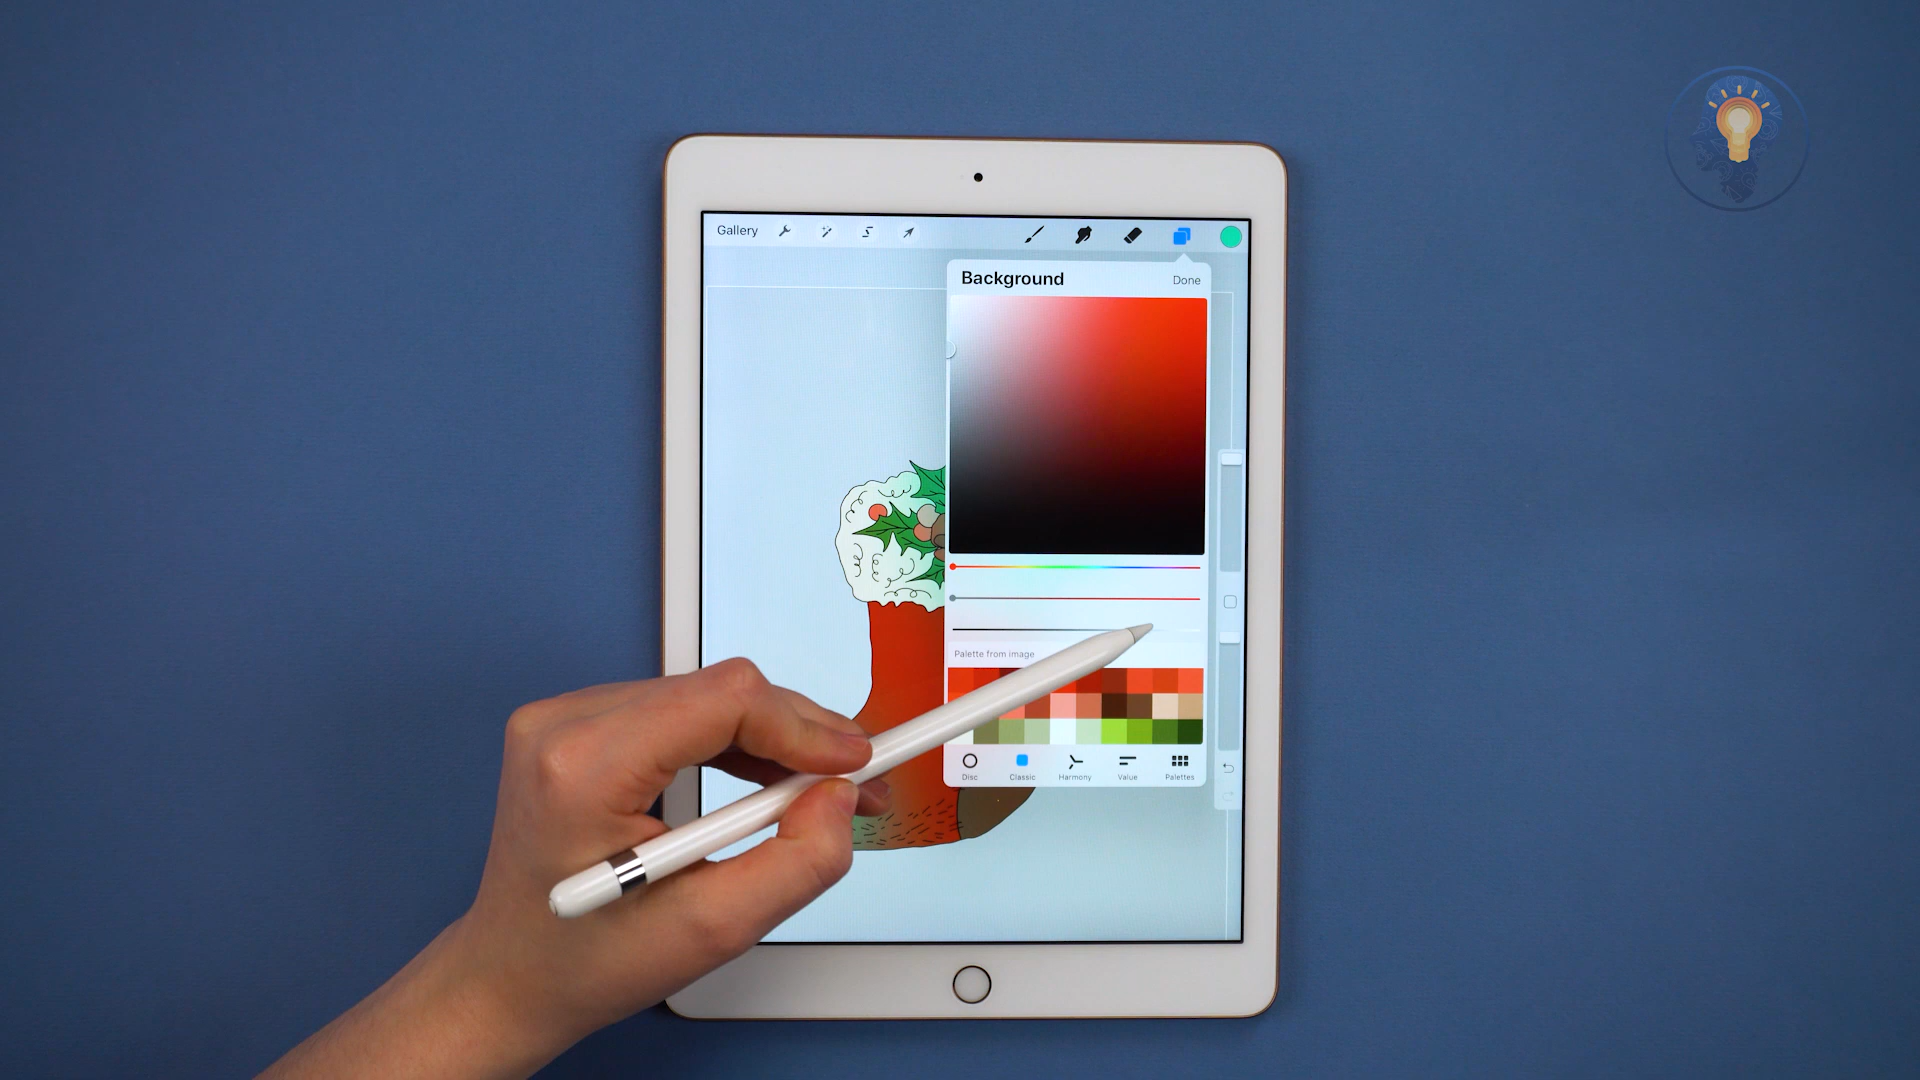 Gallery
Background
Done
Palette from image
Disc
Classic
Harmony
Value
Palettes